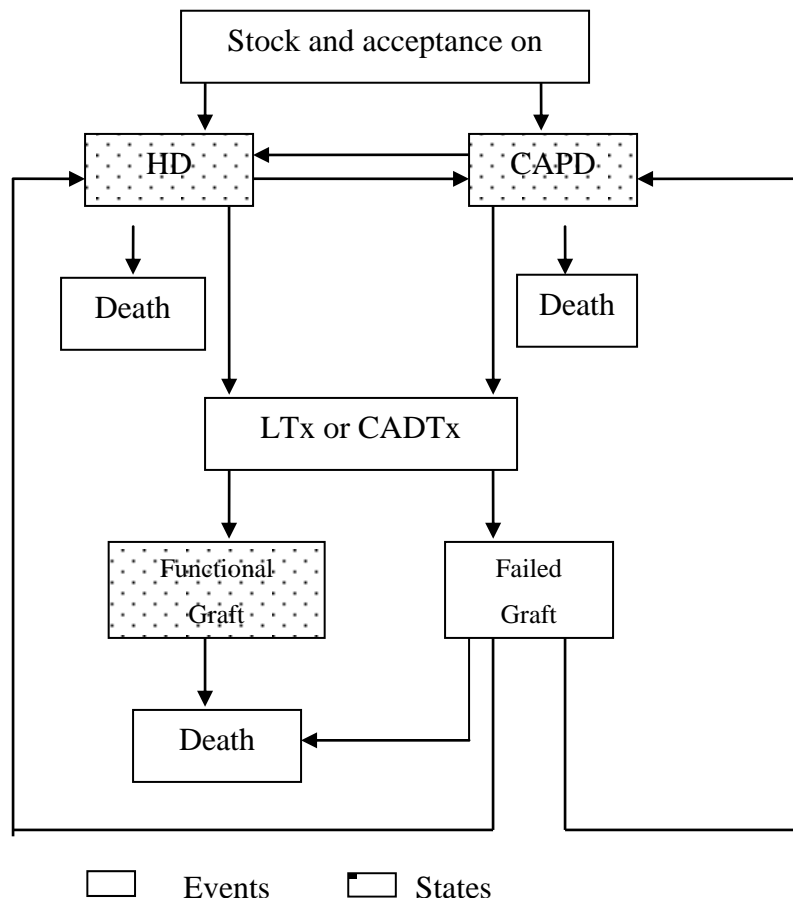 Stock and acceptance on
HD
CAPD
Death
Death
LTx or CADTx
Functional
Graft
Failed
Graft
Death
Events
States